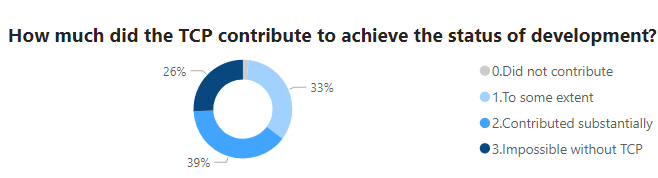 How much did the TCP contribute to achieve the status of development?
26%
33%
39%
0.Did not contribute
1.To some extent
2.Contributed substantially
3.Impossible without TCP